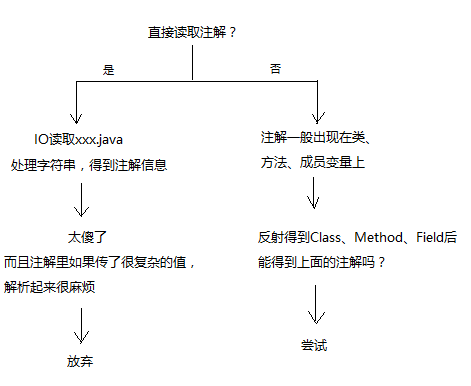 直接读取注解？
是
否
IO读取xxx.java
处理字符串，得到注解信息
注解一般出现在类、
方法、成员变量上
太傻了
而且注解里如果传了很复杂的值，
解析起来很麻烦
反射得到Class、Method、Field后
能得到上面的注解吗？
放弃
尝试